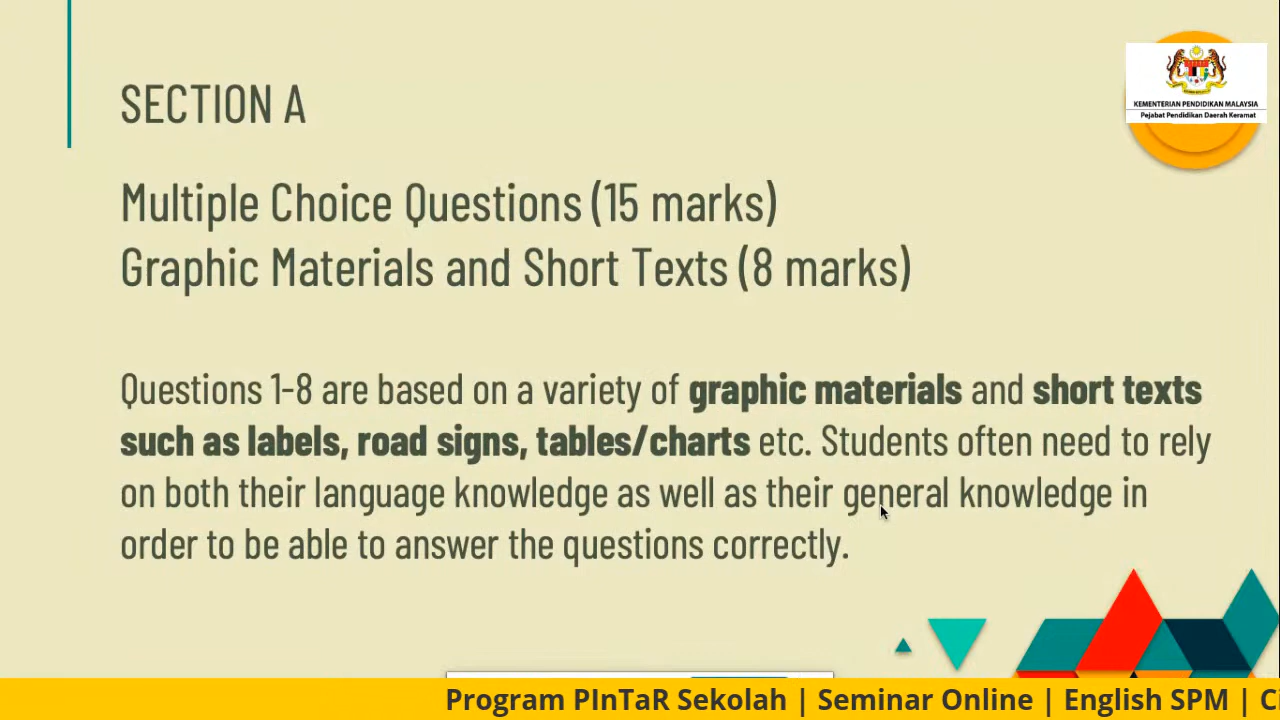 SECTION A
KEMENTERIAN PENDIDIKAN MALAYSIA
Pejabat Pendidikan Daerah Keramat
Multiple Choice Questions (15 marks)
Graphic Materials and Short Texts (8 marks)
Questions 1-8 are based on a variety of graphic materials and short texts
such as labels, road signs, tables/charts etc. Students often need to rely
on both their language knowledge as well as their general knowledge in
order to be able to answer the questions correctly.
Program PInTaR Sekolah | Seminar Online | English SPM |